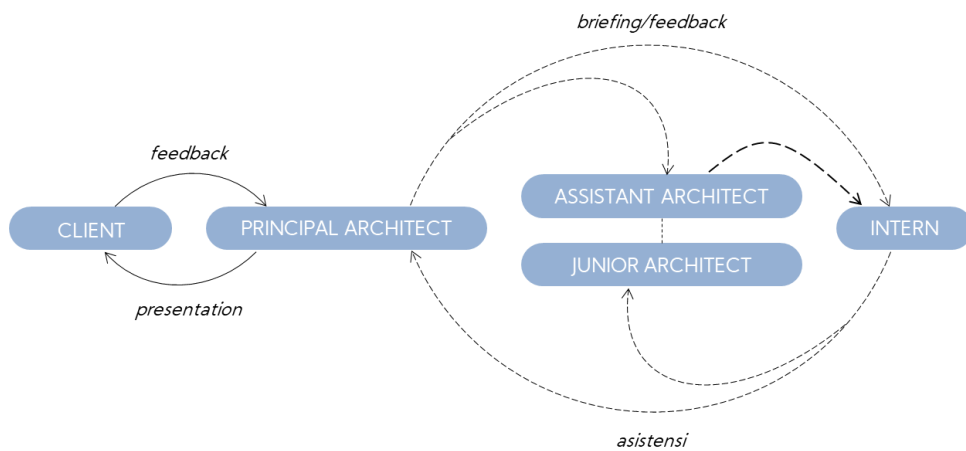 briefing/feedback
feedback
ASSISTANT ARCHITECT
CLIENT
PRINCIPAL ARCHITECT
INTERN
JUNIOR ARCHITECT
presentation
asistensi